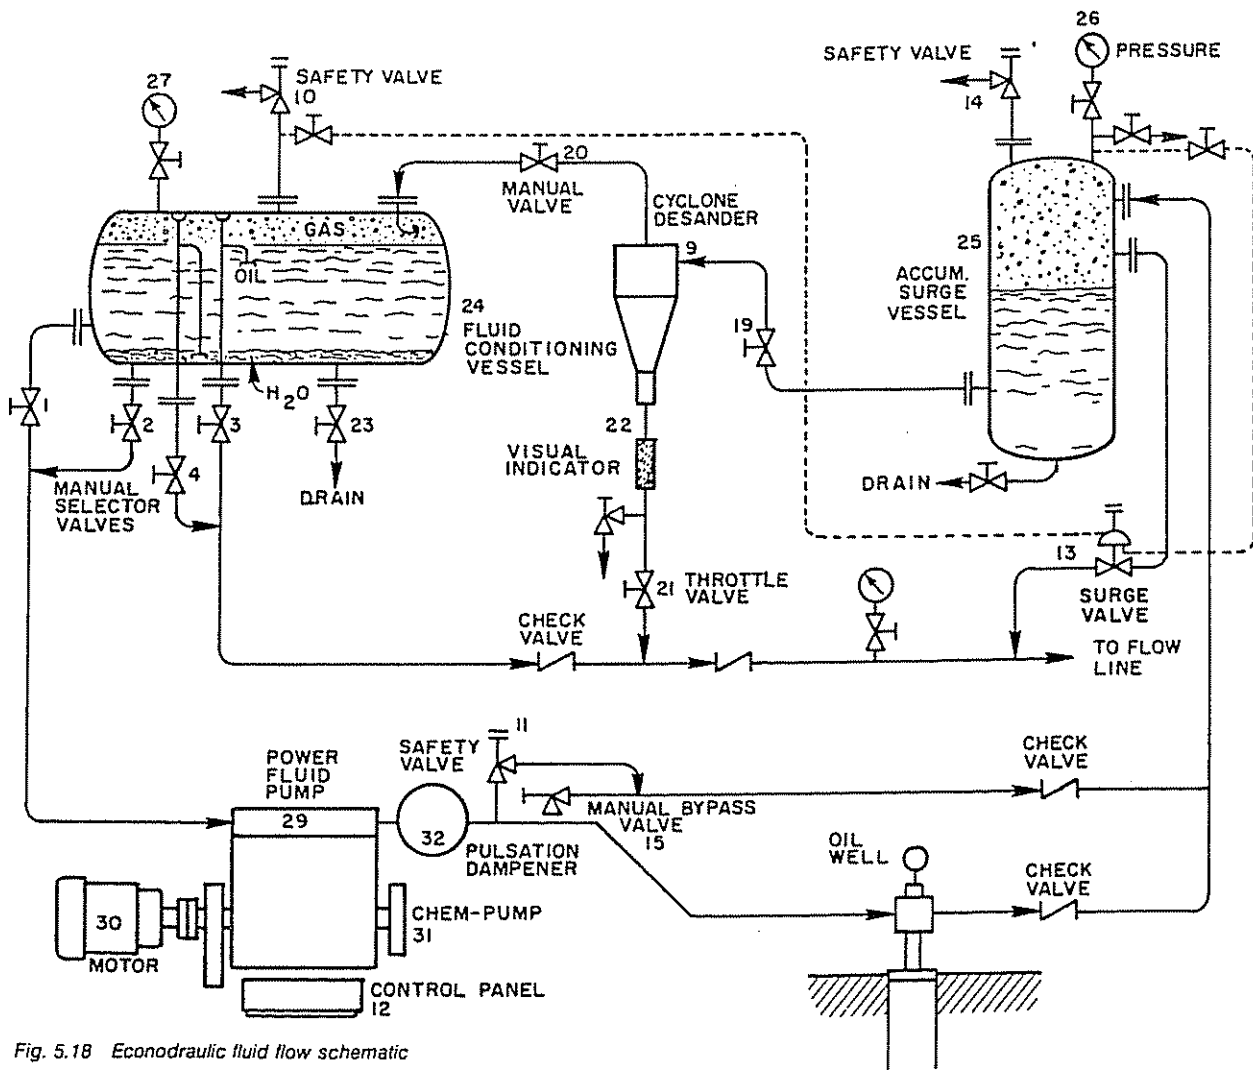 26
SAFETY VALVE
PRESSURE
27
SAFETY VALVE
10
14
20
MANUAL
VALVE
CYCLONE
DESANDER
GAS
OIL
9
25
ACCUM.
SURGE
VESSEL
24
FLUID
CONDITIONING
VESSEL
19
H2O
1
2
3
23
22
4
VISUAL
INDICATOR
MANUAL
SELECTOR
VALVES
DRAIN
DRAIN
13
21
THROTTLE
VALVE
SURGE
VALVE
CHECK
VALVE
TO FLOW
LINE
11
SAFETY
VALVE
POWER
FLUID
PUMP
CHECK
VALVE
MANUAL BYPASS
VALVE
15
29
32
PULSATION
DAMPENER
OIL
WELL
CHECK
VALVE
30
MOTOR
CHEM-PUMP
31
CONTROL PANEL
12
Fig. 5.18 Econodraulic fluid flow schematic